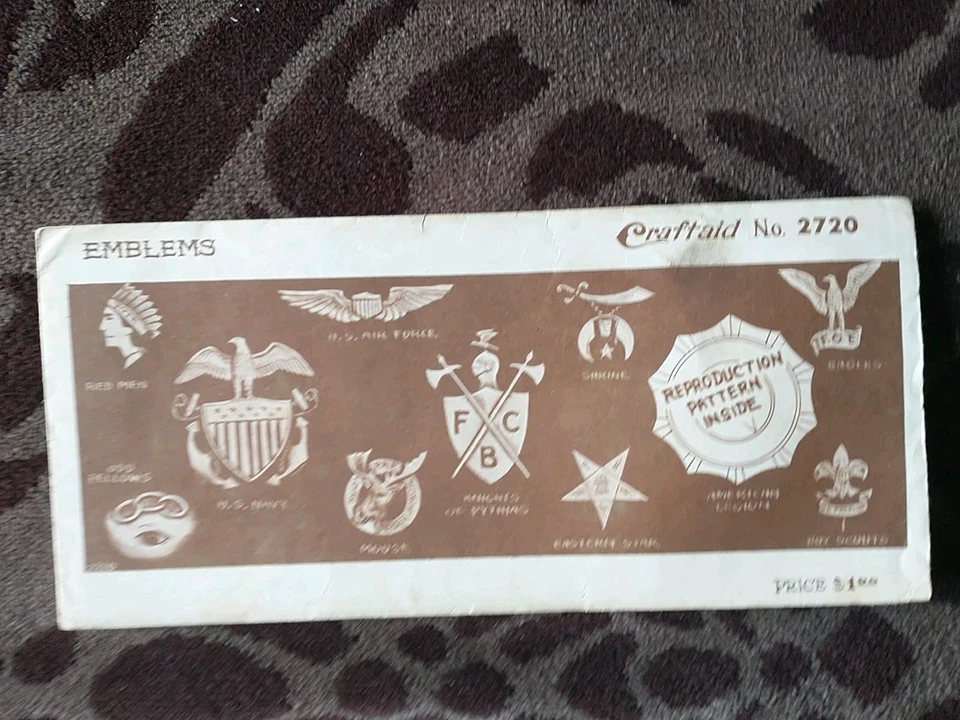 EMBLEMS
Craftaid No. 2720
RED MEN
U.S. AIR FORCE
SHRINE
F.O.E.
EAGLES
REPRODUCTION
PATTERN
INSIDE
F C
B
ODD
FELLOWS
U.S. NAVY
MOOSE
KNIGHTS
OF PYTHIAS
EASTERN STAR
AMERICAN
LEGION
BOY SCOUTS
PRICE $1.00